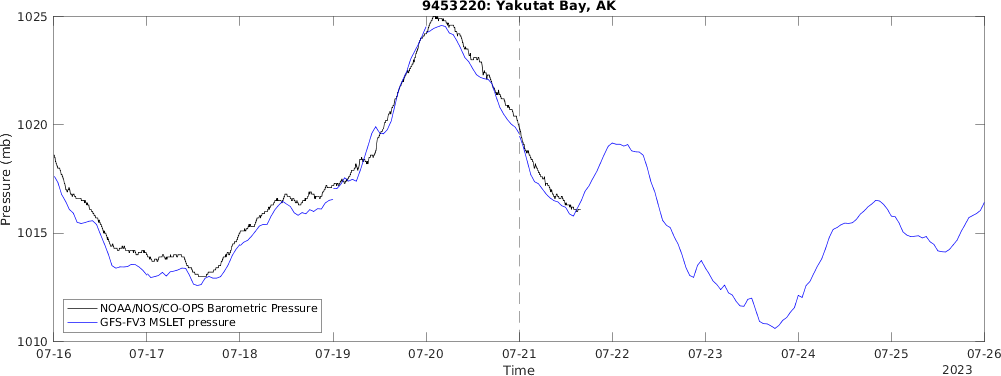 9453220: Yakutat Bay, AK
1025
1020
1015
1010
Pressure (mb)
NOAA/NOS/CO-OPS Barometric Pressure
GFS-FV3 MSLET pressure
07-16 07-17 07-18 07-19 07-20 07-21 07-22 07-23 07-24 07-25 07-26
Time
2023